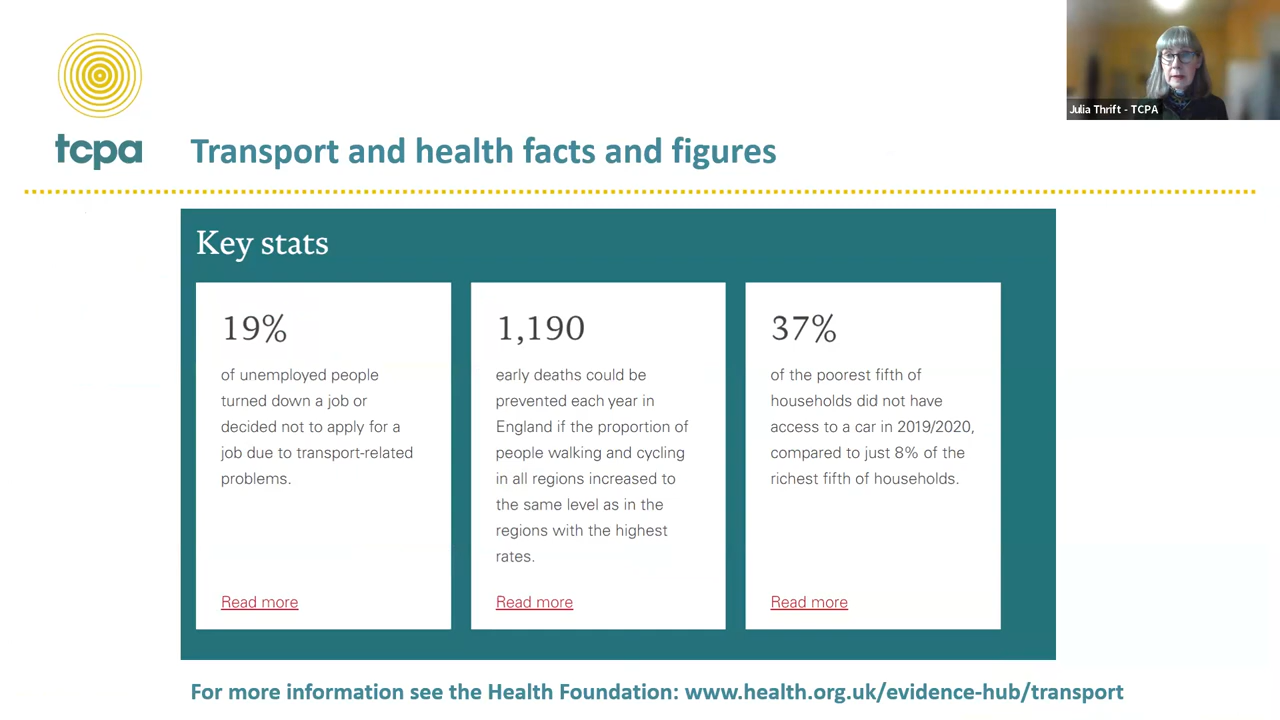 Julia Thrift - TCPA
tcpa
Transport and health facts and figures
Key stats
19%
of unemployed people
turned down a job or
decided not to apply for a
job due to transport-related
problems.
Read more
1,190
early deaths could be
prevented each year in
England if the proportion of
people walking and cycling
in all regions increased to
the same level as in the
regions with the highest
rates.
Read more
37%
of the poorest fifth of
households did not have
access to a car in 2019/2020,
compared to just 8% of the
richest fifth of households.
Read more
For more information see the Health Foundation: www.health.org.uk/evidence-hub/transport